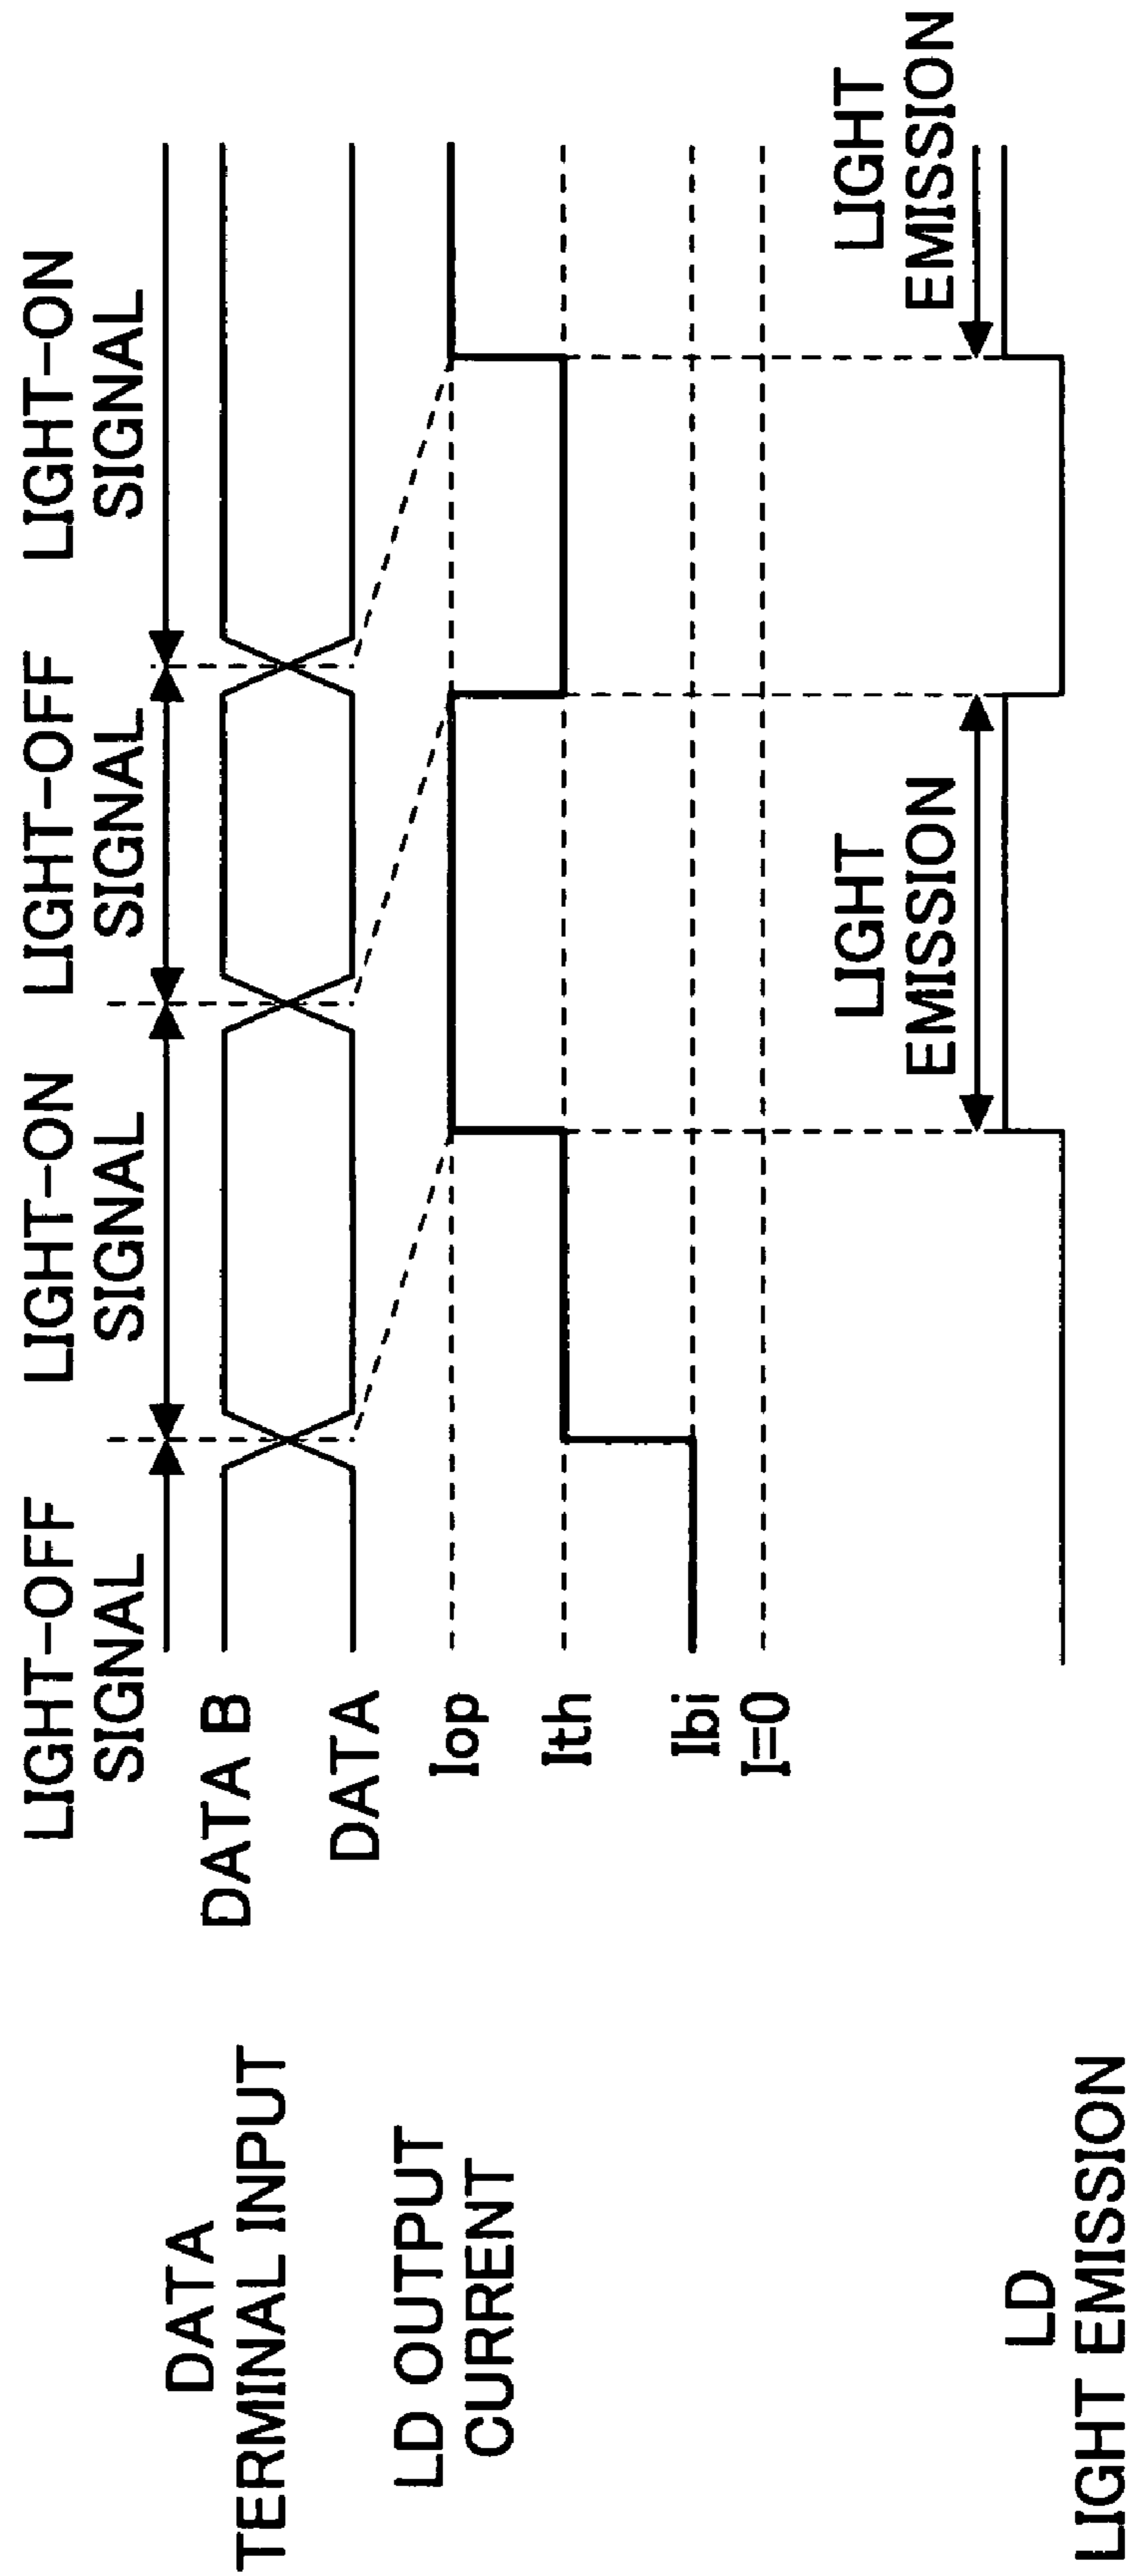 LIGHT-OFF
SIGNAL
LIGHT-ON
SIGNAL
LIGHT-OFF
SIGNAL
LIGHT-ON
SIGNAL
DATA
TERMINAL INPUT
DATA B
DATA
LD OUTPUT
CURRENT
Iop
Ith
Ibi
I=0
LIGHT
EMISSION
LIGHT
EMISSION
LD
LIGHT EMISSION